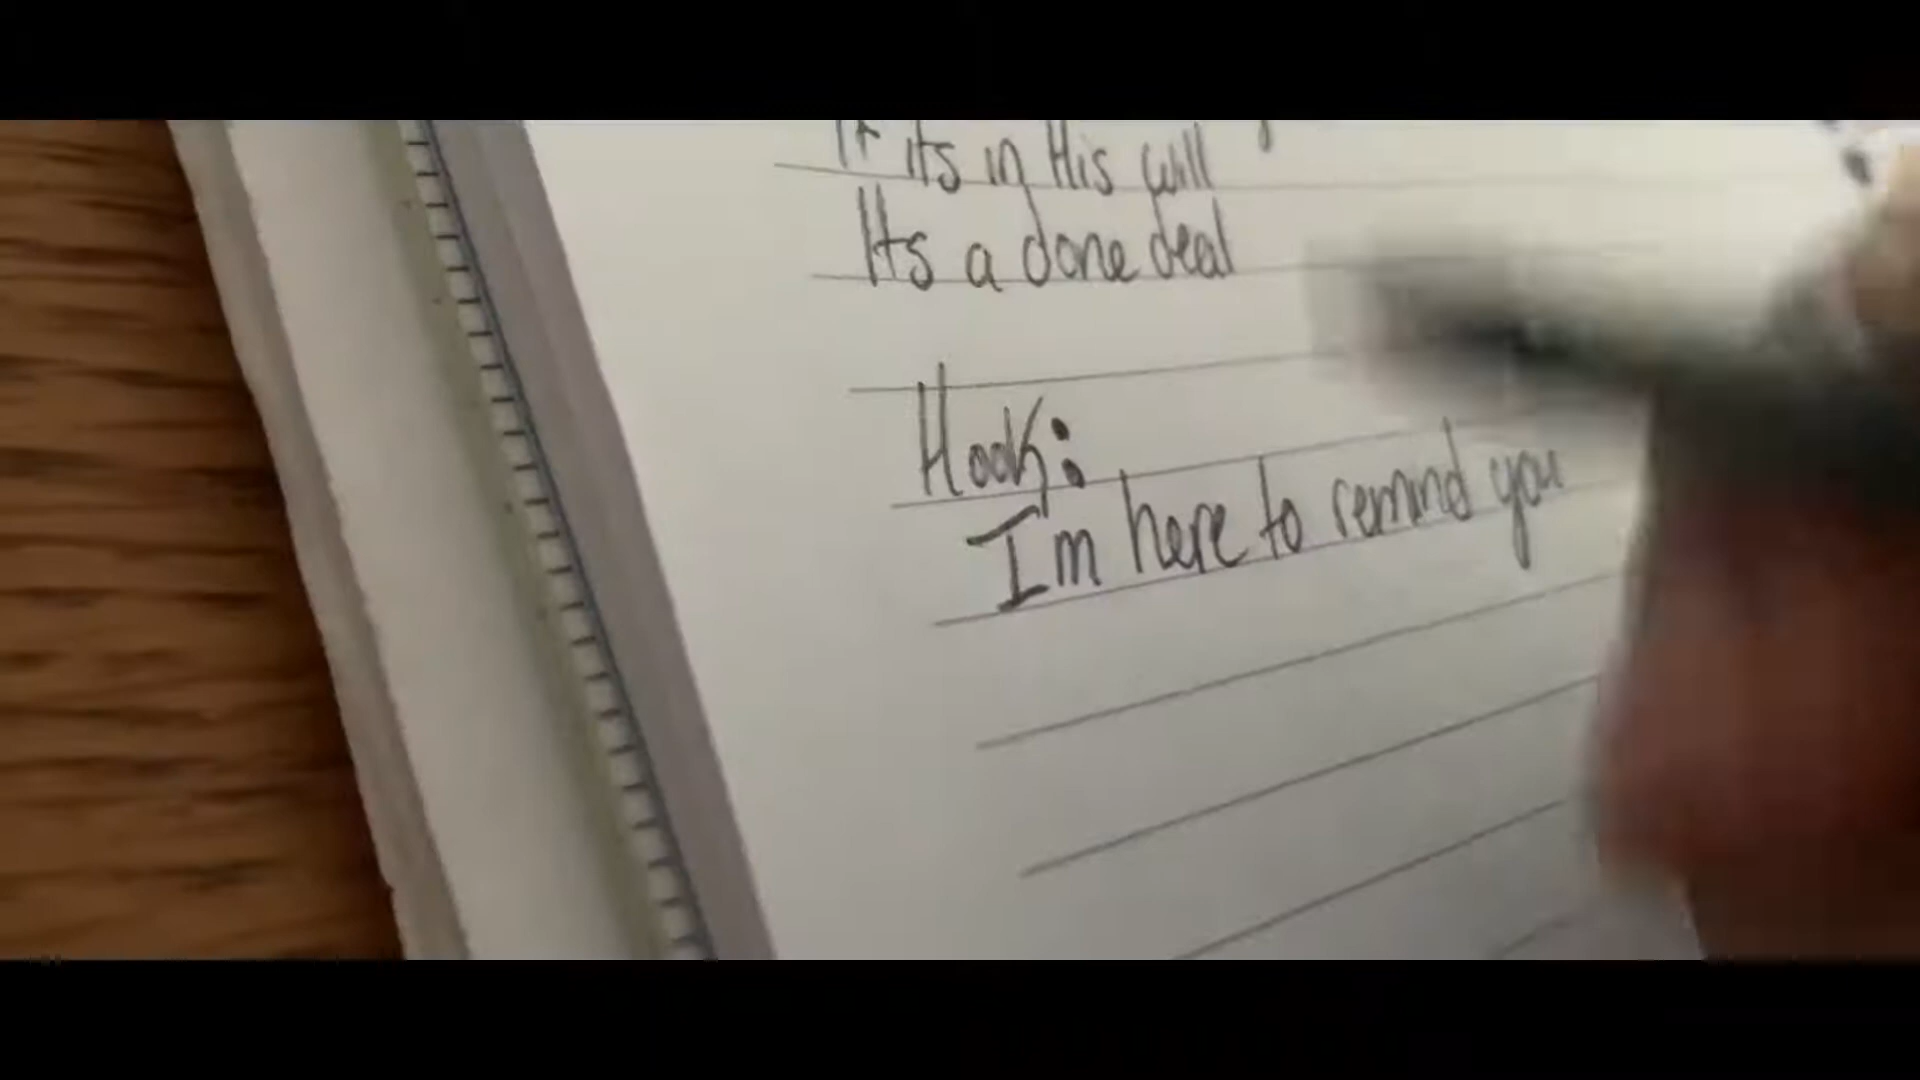 If its in His will
Its a done deal
Hook:
I'm here to remind you